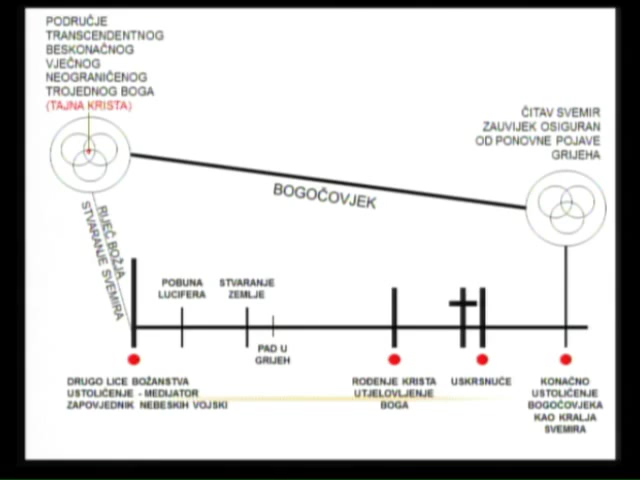 PODRUČJE
TRANSCENDENTNOG
BESKONAČNOG
VJEČNOG
NEOGRANIČENOG
TROJEDNOG BOGA
(TAJNA KRISTA)
ČITAV SVEMIR
ZAUVIJEK OSIGURAN
OD PONOVNE POJAVE
GRIJEHA
BOGOČOVJEK
RIJEČ BOŽJA
STVARANJE SVEMIRA
POBUNA
LUCIFERA
STVARANJE
ZEMLJE
PAD U
GRIJEH
DRUGO LICE BOŽANSTVA
USTOLIČENJE - MEDIJATOR
ZAPOVJEDNIK NEBESKIH VOJSKI
ROĐENJE KRISTA
UTJELOVLJENJE
BOGA
USKRSNUĆE
KONAČNO
USTOLIČENJE
BOGOČOVJEKA
KAO KRALJA
SVEMIRA